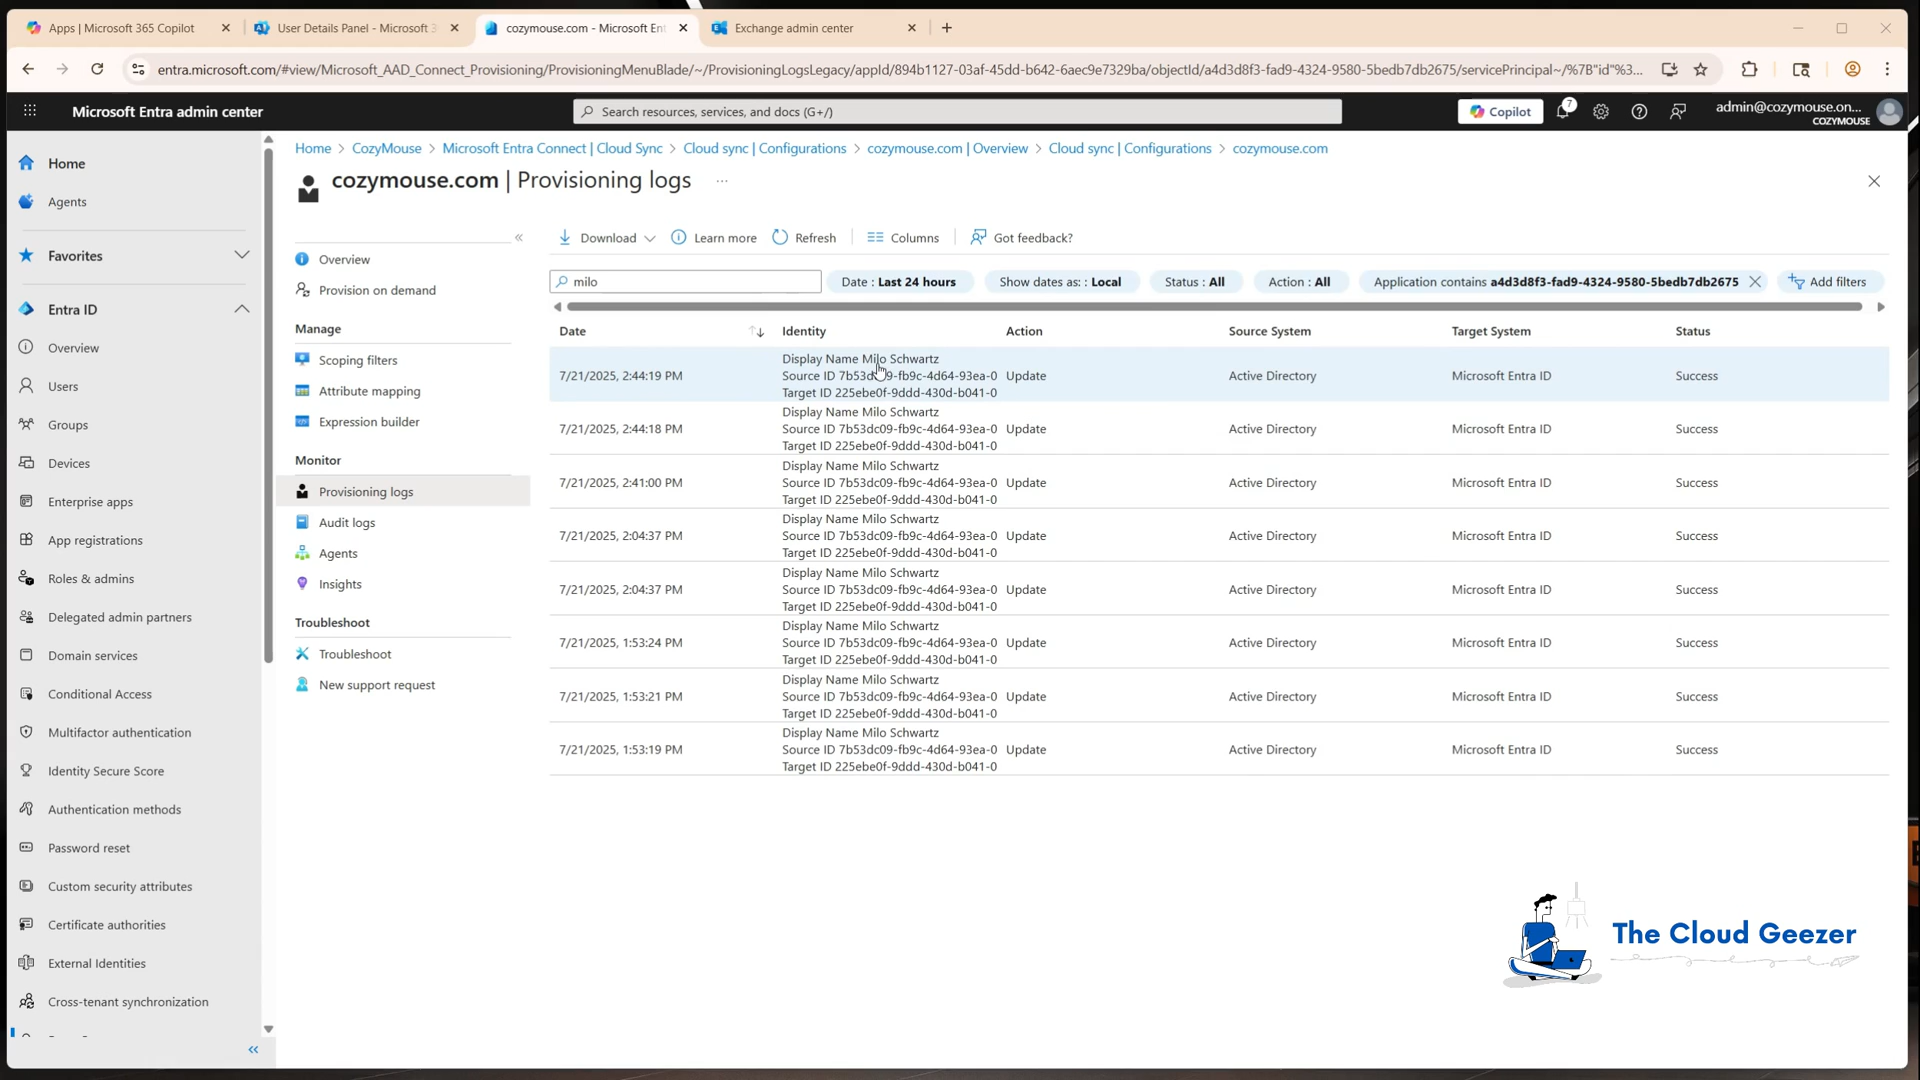 Apps | Microsoft 365 Copilot
User Details Panel - Microsoft 3
cozymouse.com - Microsoft Ent
Exchange admin center
entra.microsoft.com/#view/Microsoft_AAD_Connect_Provisioning/ProvisioningMenuBlade/~/ProvisioningLogsLegacy/appId/894b1127-03af-45dd-b642-6aec9e7329ba/objectId/a4d3d8f3-fad9-4324-9580-5bedb7db2675/servicePrincipal~/%7B"id"%3...
Microsoft Entra admin center
Search resources, services, and docs (G+/)
Copilot
7
admin@cozymouse.on...
COZYMOUSE
Home
Agents
Favorites
Entra ID
Overview
Users
Groups
Devices
Enterprise apps
App registrations
Roles & admins
Delegated admin partners
Domain services
Conditional Access
Multifactor authentication
Identity Secure Score
Authentication methods
Password reset
Custom security attributes
Certificate authorities
External Identities
Cross-tenant synchronization
Home > CozyMouse > Microsoft Entra Connect | Cloud Sync > Cloud sync | Configurations > cozymouse.com | Overview > Cloud sync | Configurations > cozymouse.com
cozymouse.com | Provisioning logs ...
Overview
Provision on demand
Manage
Scoping filters
Attribute mapping
Expression builder
Monitor
Provisioning logs
Audit logs
Agents
Insights
Troubleshoot
Troubleshoot
New support request
Download
Learn more
Refresh
Columns
Got feedback?
milo
Date : Last 24 hours
Show dates as: : Local
Status : All
Action : All
Application contains a4d3d8f3-fad9-4324-9580-5bedb7db2675
Add filters
Date Identity Action Source System Target System Status
Display Name Milo Schwartz
7/21/2025, 2:44:19 PM Source ID 7b53dc09-fb9c-4d64-93ea-0 Update Active Directory Microsoft Entra ID Success
Target ID 225ebe0f-9ddd-430d-b041-0
Display Name Milo Schwartz
7/21/2025, 2:44:18 PM Source ID 7b53dc09-fb9c-4d64-93ea-0 Update Active Directory Microsoft Entra ID Success
Target ID 225ebe0f-9ddd-430d-b041-0
Display Name Milo Schwartz
7/21/2025, 2:41:00 PM Source ID 7b53dc09-fb9c-4d64-93ea-0 Update Active Directory Microsoft Entra ID Success
Target ID 225ebe0f-9ddd-430d-b041-0
Display Name Milo Schwartz
7/21/2025, 2:04:37 PM Source ID 7b53dc09-fb9c-4d64-93ea-0 Update Active Directory Microsoft Entra ID Success
Target ID 225ebe0f-9ddd-430d-b041-0
Display Name Milo Schwartz
7/21/2025, 2:04:37 PM Source ID 7b53dc09-fb9c-4d64-93ea-0 Update Active Directory Microsoft Entra ID Success
Target ID 225ebe0f-9ddd-430d-b041-0
Display Name Milo Schwartz
7/21/2025, 1:53:24 PM Source ID 7b53dc09-fb9c-4d64-93ea-0 Update Active Directory Microsoft Entra ID Success
Target ID 225ebe0f-9ddd-430d-b041-0
Display Name Milo Schwartz
7/21/2025, 1:53:21 PM Source ID 7b53dc09-fb9c-4d64-93ea-0 Update Active Directory Microsoft Entra ID Success
Target ID 225ebe0f-9ddd-430d-b041-0
Display Name Milo Schwartz
7/21/2025, 1:53:19 PM Source ID 7b53dc09-fb9c-4d64-93ea-0 Update Active Directory Microsoft Entra ID Success
Target ID 225ebe0f-9ddd-430d-b041-0
The Cloud Geezer